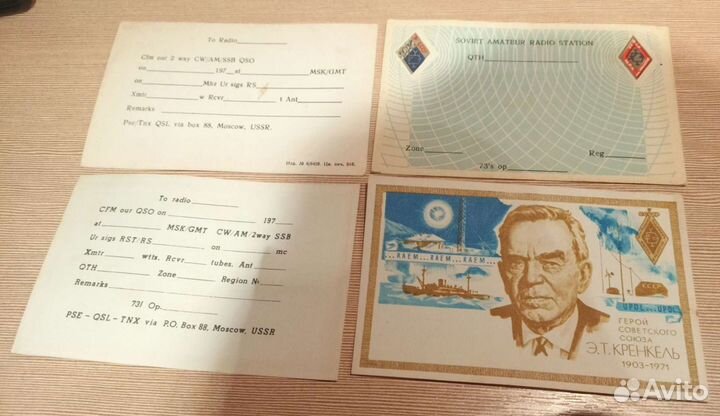 To Radio
Cfm our 2 way CW/AM/SSB QSO
on 197 at MSK/GMT
on Mhz Ur sigs RS
Xmtr w Rcvr t Ant
Remarks
Pse/Tnx QSL via box 88, Moscow, USSR.
SOVIET AMATEUR RADIO STATION
QTH
Zone Reg
73's op
To radio 197
CFM our QSO on
at MSK/GMT CW/AM/2way SSB
Ur sigs RST/RS on mc
Xmtr wtts. Rcvr tubes. Ant
QTH Zone Region №
Remarks
73! Op.
PSE – QSL – TNX via P.O. Box 88, Moscow, USSR
...RAEM...RAEM...RAEM...
СССР
UPOL...UPOL
ГЕРОЙ
СОВЕТСКОГО
СОЮЗА
Э.Т. КРЕНКЕЛЬ
1903-1971
Avito